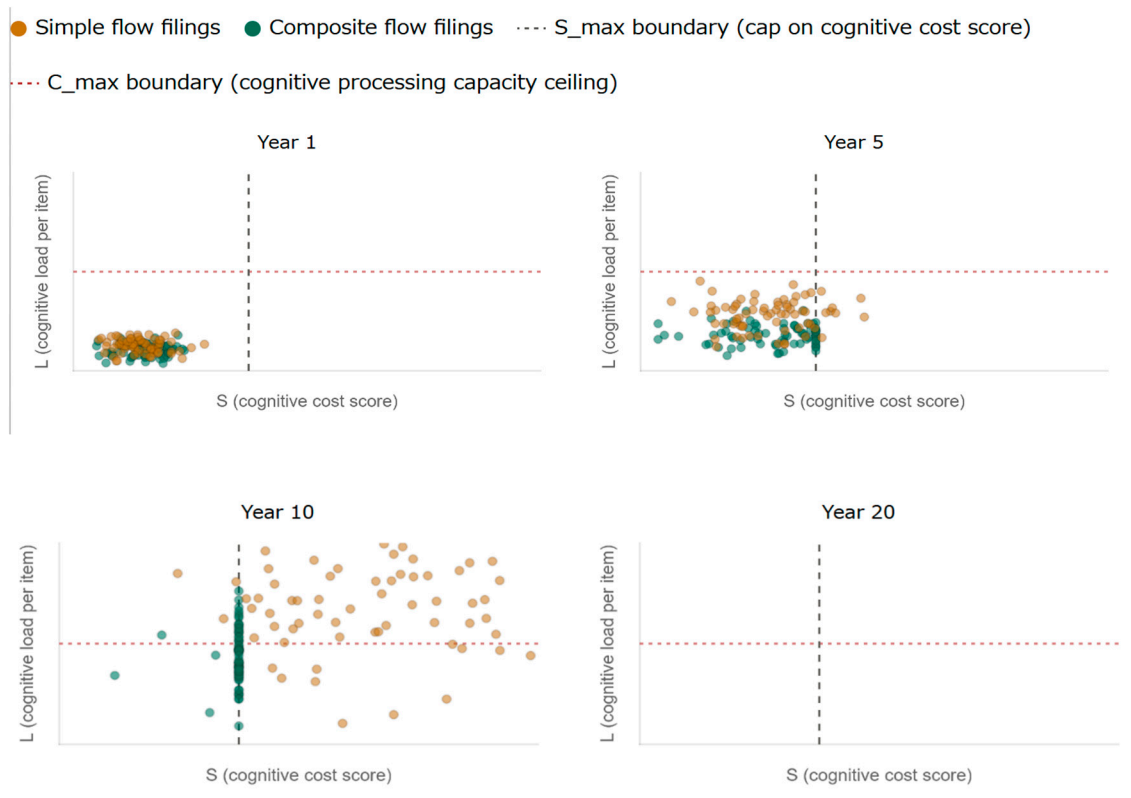 Simple flow filings Composite flow filings S_max boundary (cap on cognitive cost score)
C_max boundary (cognitive processing capacity ceiling)
Year 1
L (cognitive load per item)
S (cognitive cost score)
Year 5
L (cognitive load per item)
S (cognitive cost score)
Year 10
L (cognitive load per item)
S (cognitive cost score)
Year 20
L (cognitive load per item)
S (cognitive cost score)